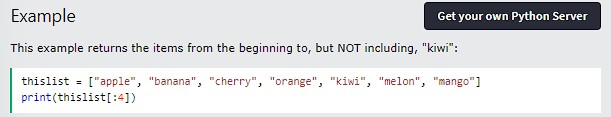 Example
Get your own Python Server
This example returns the items from the beginning to, but NOT including, "kiwi":
thislist = ["apple", "banana", "cherry", "orange", "kiwi", "melon", "mango"]
print(thislist[:4])